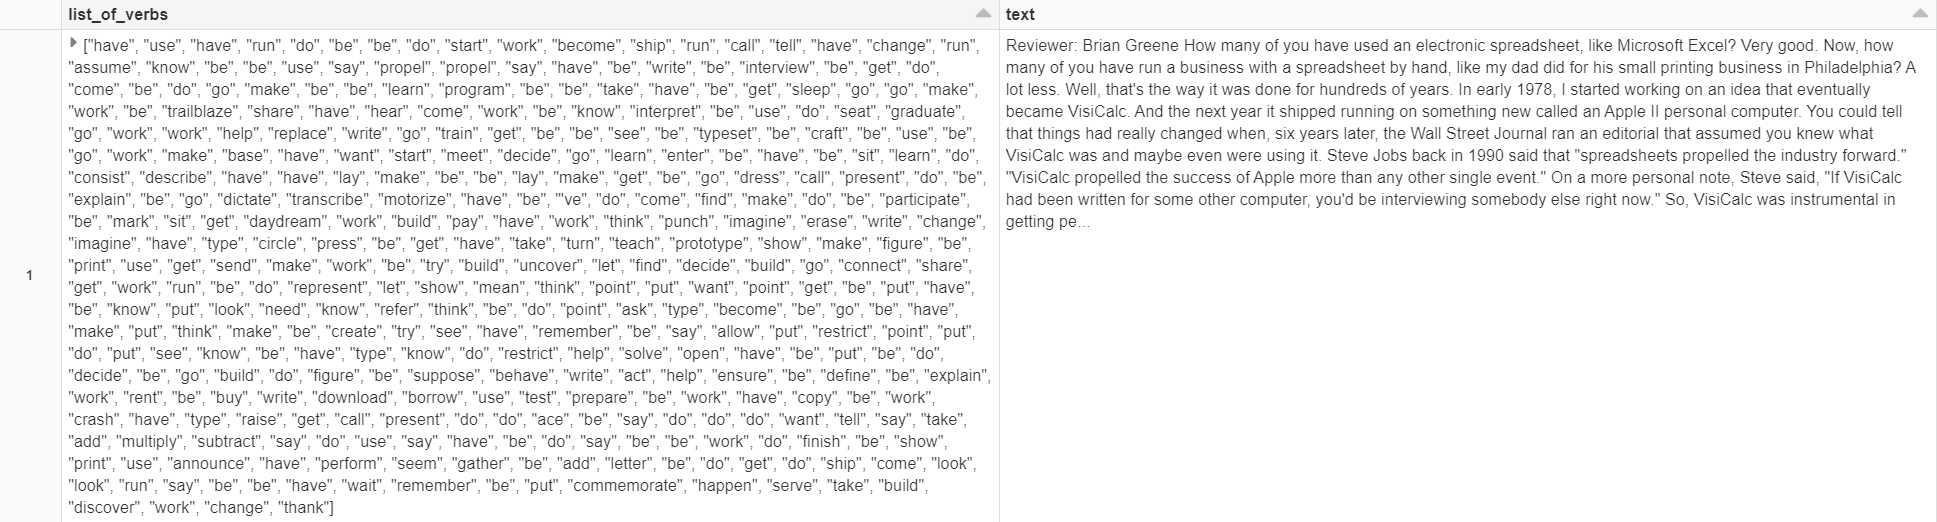 list_of_verbs
text
1
["have", "use", "have", "run", "do", "be", "be", "do", "start", "work", "become", "ship", "run", "call", "tell", "have", "change", "run",
"assume", "know", "be", "be", "use", "say", "propel", "propel", "say", "have", "be", "write", "be", "interview", "be", "get", "do",
"come", "be", "do", "go", "make", "be", "be", "learn", "program", "be", "be", "take", "have", "be", "get", "sleep", "go", "go", "make",
"work", "be", "trailblaze", "share", "have", "hear", "come", "work", "be", "know", "interpret", "be", "use", "do", "seat", "graduate",
"go", "work", "work", "help", "replace", "write", "go", "train", "get", "be", "be", "see", "be", "typeset", "be", "craft", "be", "use", "be",
"go", "work", "make", "base", "have", "want", "start", "meet", "decide", "go", "learn", "enter", "be", "have", "be", "sit", "learn", "do",
"consist", "describe", "have", "have", "lay", "make", "be", "be", "lay", "make", "get", "be", "go", "dress", "call", "present", "do", "be",
"explain", "be", "go", "dictate", "transcribe", "motorize", "have", "be", "'ve", "do", "come", "find", "make", "do", "be", "participate",
"be", "mark", "sit", "get", "daydream", "work", "build", "pay", "have", "work", "think", "punch", "imagine", "erase", "write", "change",
"imagine", "have", "type", "circle", "press", "be", "get", "have", "take", "turn", "teach", "prototype", "show", "make", "figure", "be",
"print", "use", "get", "send", "make", "work", "be", "try", "build", "uncover", "let", "find", "decide", "build", "go", "connect", "share",
"get", "work", "run", "be", "do", "represent", "let", "show", "mean", "think", "point", "put", "want", "point", "get", "be", "put", "have",
"be", "know", "put", "look", "need", "know", "refer", "think", "be", "do", "point", "ask", "type", "become", "be", "go", "be", "have",
"make", "put", "think", "make", "be", "create", "try", "see", "have", "remember", "be", "say", "allow", "put", "restrict", "point", "put",
"do", "put", "see", "know", "be", "have", "type", "know", "do", "restrict", "help", "solve", "open", "have", "be", "put", "be", "do",
"decide", "be", "go", "build", "do", "figure", "be", "suppose", "behave", "write", "act", "help", "ensure", "be", "define", "be", "explain",
"work", "rent", "be", "buy", "write", "download", "borrow", "use", "test", "prepare", "be", "work", "have", "copy", "be", "work",
"crash", "have", "type", "raise", "get", "call", "present", "do", "do", "ace", "be", "say", "do", "do", "do", "want", "tell", "say", "take",
"add", "multiply", "subtract", "say", "do", "use", "say", "have", "be", "do", "say", "be", "be", "work", "do", "finish", "be", "show",
"print", "use", "announce", "have", "perform", "seem", "gather", "be", "add", "letter", "be", "do", "get", "do", "ship", "come", "look",
"look", "run", "say", "be", "be", "have", "wait", "remember", "be", "put", "commemorate", "happen", "serve", "take", "build",
"discover", "work", "change", "thank"]
Reviewer: Brian Greene How many of you have used an electronic spreadsheet, like Microsoft Excel? Very good. Now, how
many of you have run a business with a spreadsheet by hand, like my dad did for his small printing business in Philadelphia? A
lot less. Well, that's the way it was done for hundreds of years. In early 1978, I started working on an idea that eventually
became VisiCalc. And the next year it shipped running on something new called an Apple II personal computer. You could tell
that things had really changed when, six years later, the Wall Street Journal ran an editorial that assumed you knew what
VisiCalc was and maybe even were using it. Steve Jobs back in 1990 said that "spreadsheets propelled the industry forward."
"VisiCalc propelled the success of Apple more than any other single event." On a more personal note, Steve said, "If VisiCalc
had been written for some other computer, you'd be interviewing somebody else right now." So, VisiCalc was instrumental in
getting pe...